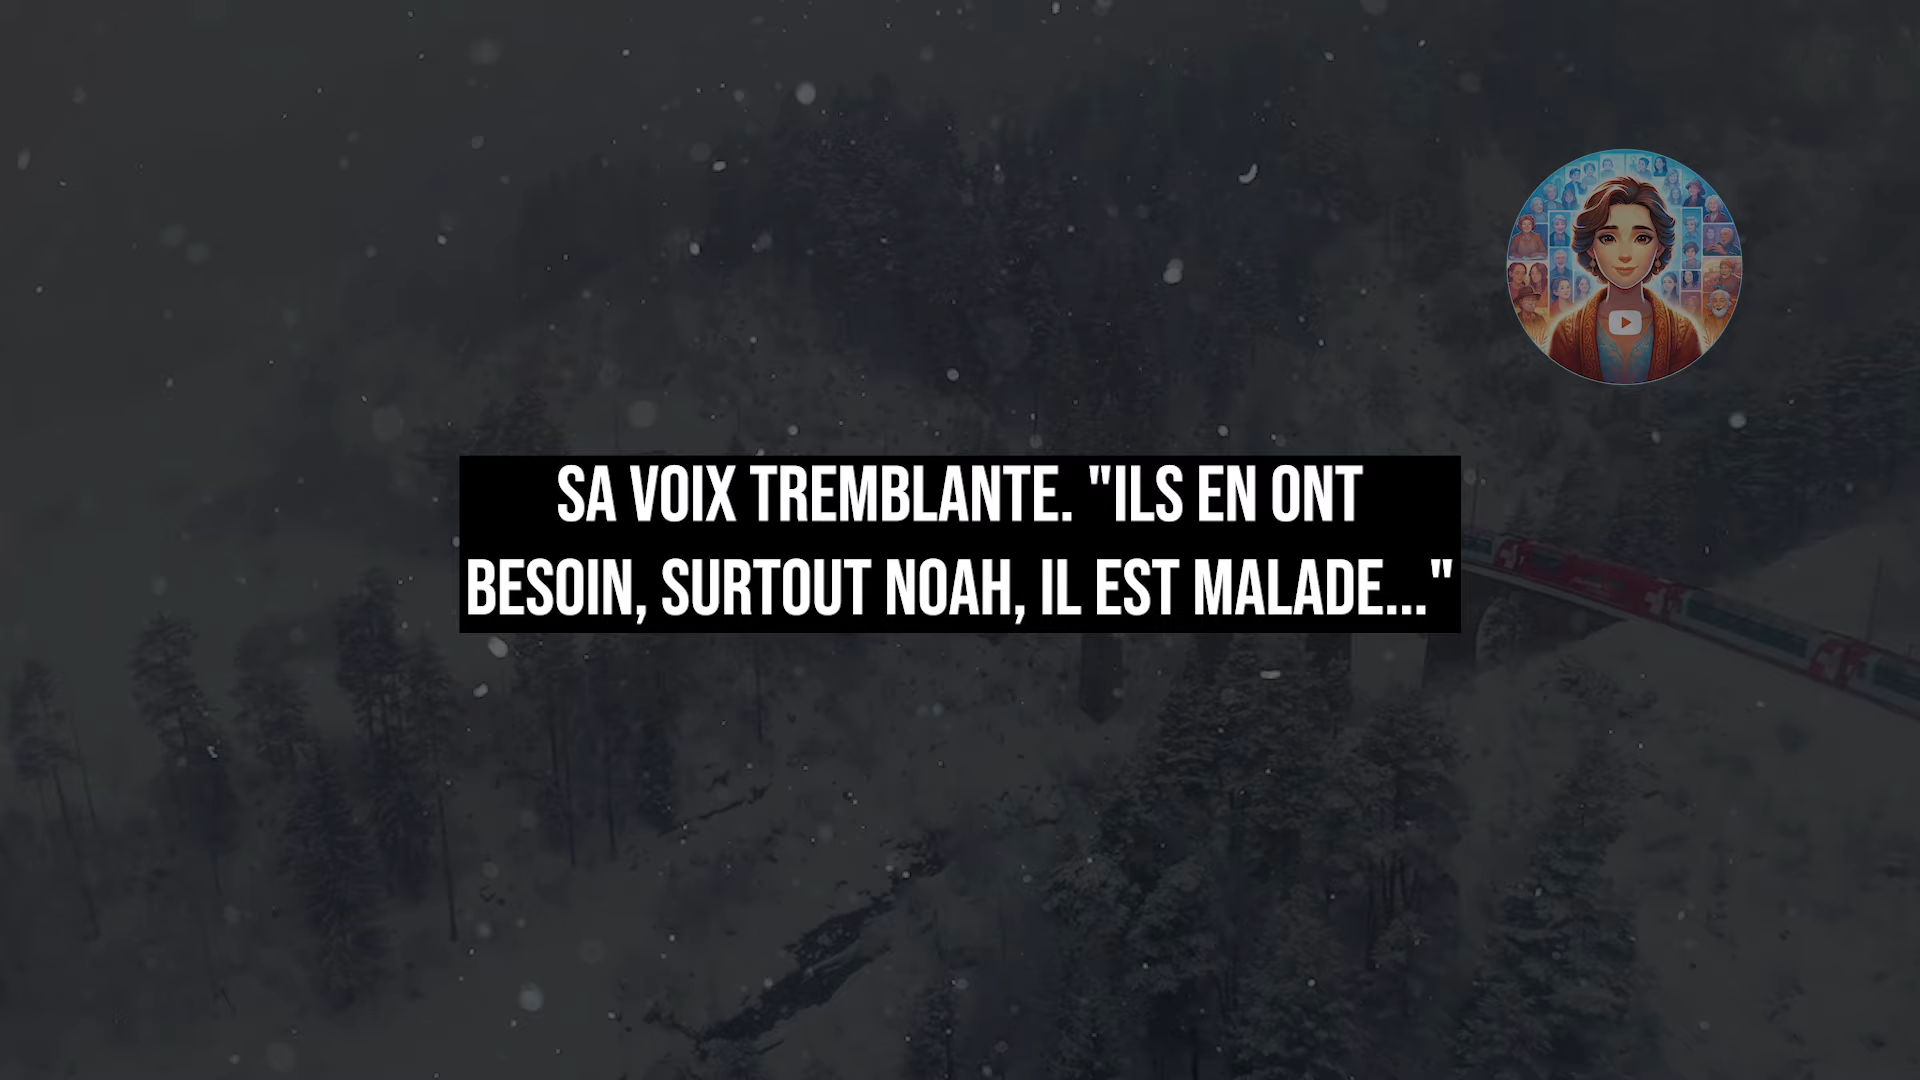 SA VOIX TREMBLANTE. "ILS EN ONT
BESOIN, SURTOUT NOAH, IL EST MALADE..."